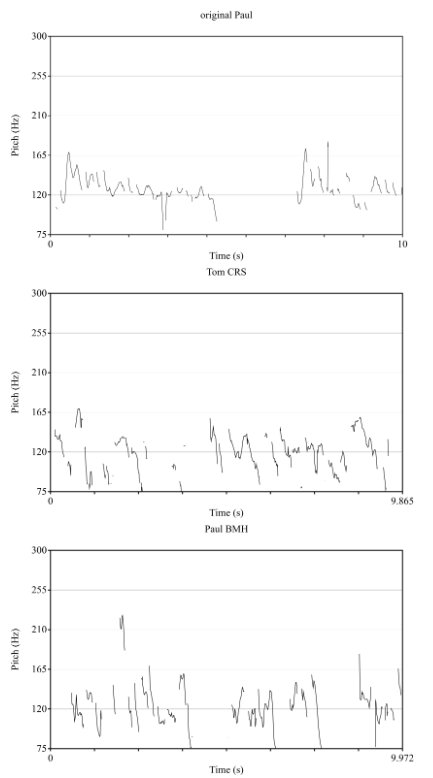 original Paul
300
255
210
165
120
75
Pitch (Hz)
0 10
Time (s)
Tom CRS
300
255
210
165
120
75
Pitch (Hz)
0 9.865
Time (s)
Paul BMH
300
255
210
165
120
75
Pitch (Hz)
0 9.972
Time (s)